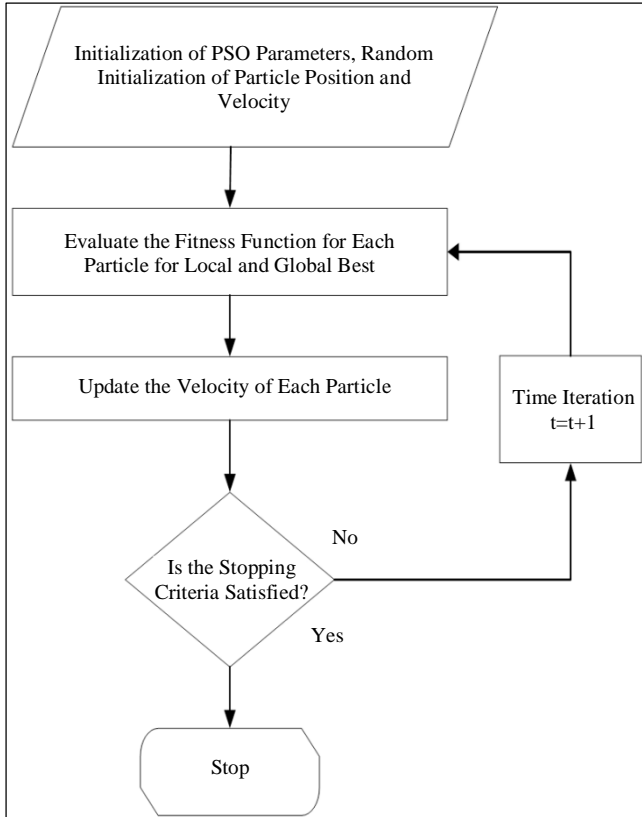 Initialization of PSO Parameters, Random
Initialization of Particle Position and
Velocity
Evaluate the Fitness Function for Each
Particle for Local and Global Best
Update the Velocity of Each Particle
Time Iteration
t=t+1
No
Is the Stopping
Criteria Satisfied?
Yes
Stop